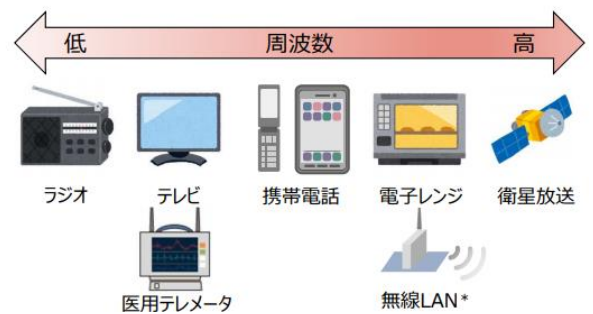 低 周波数 高
ラジオ テレビ 携帯電話 電子レンジ 衛星放送
医用テレメータ 無線LAN*